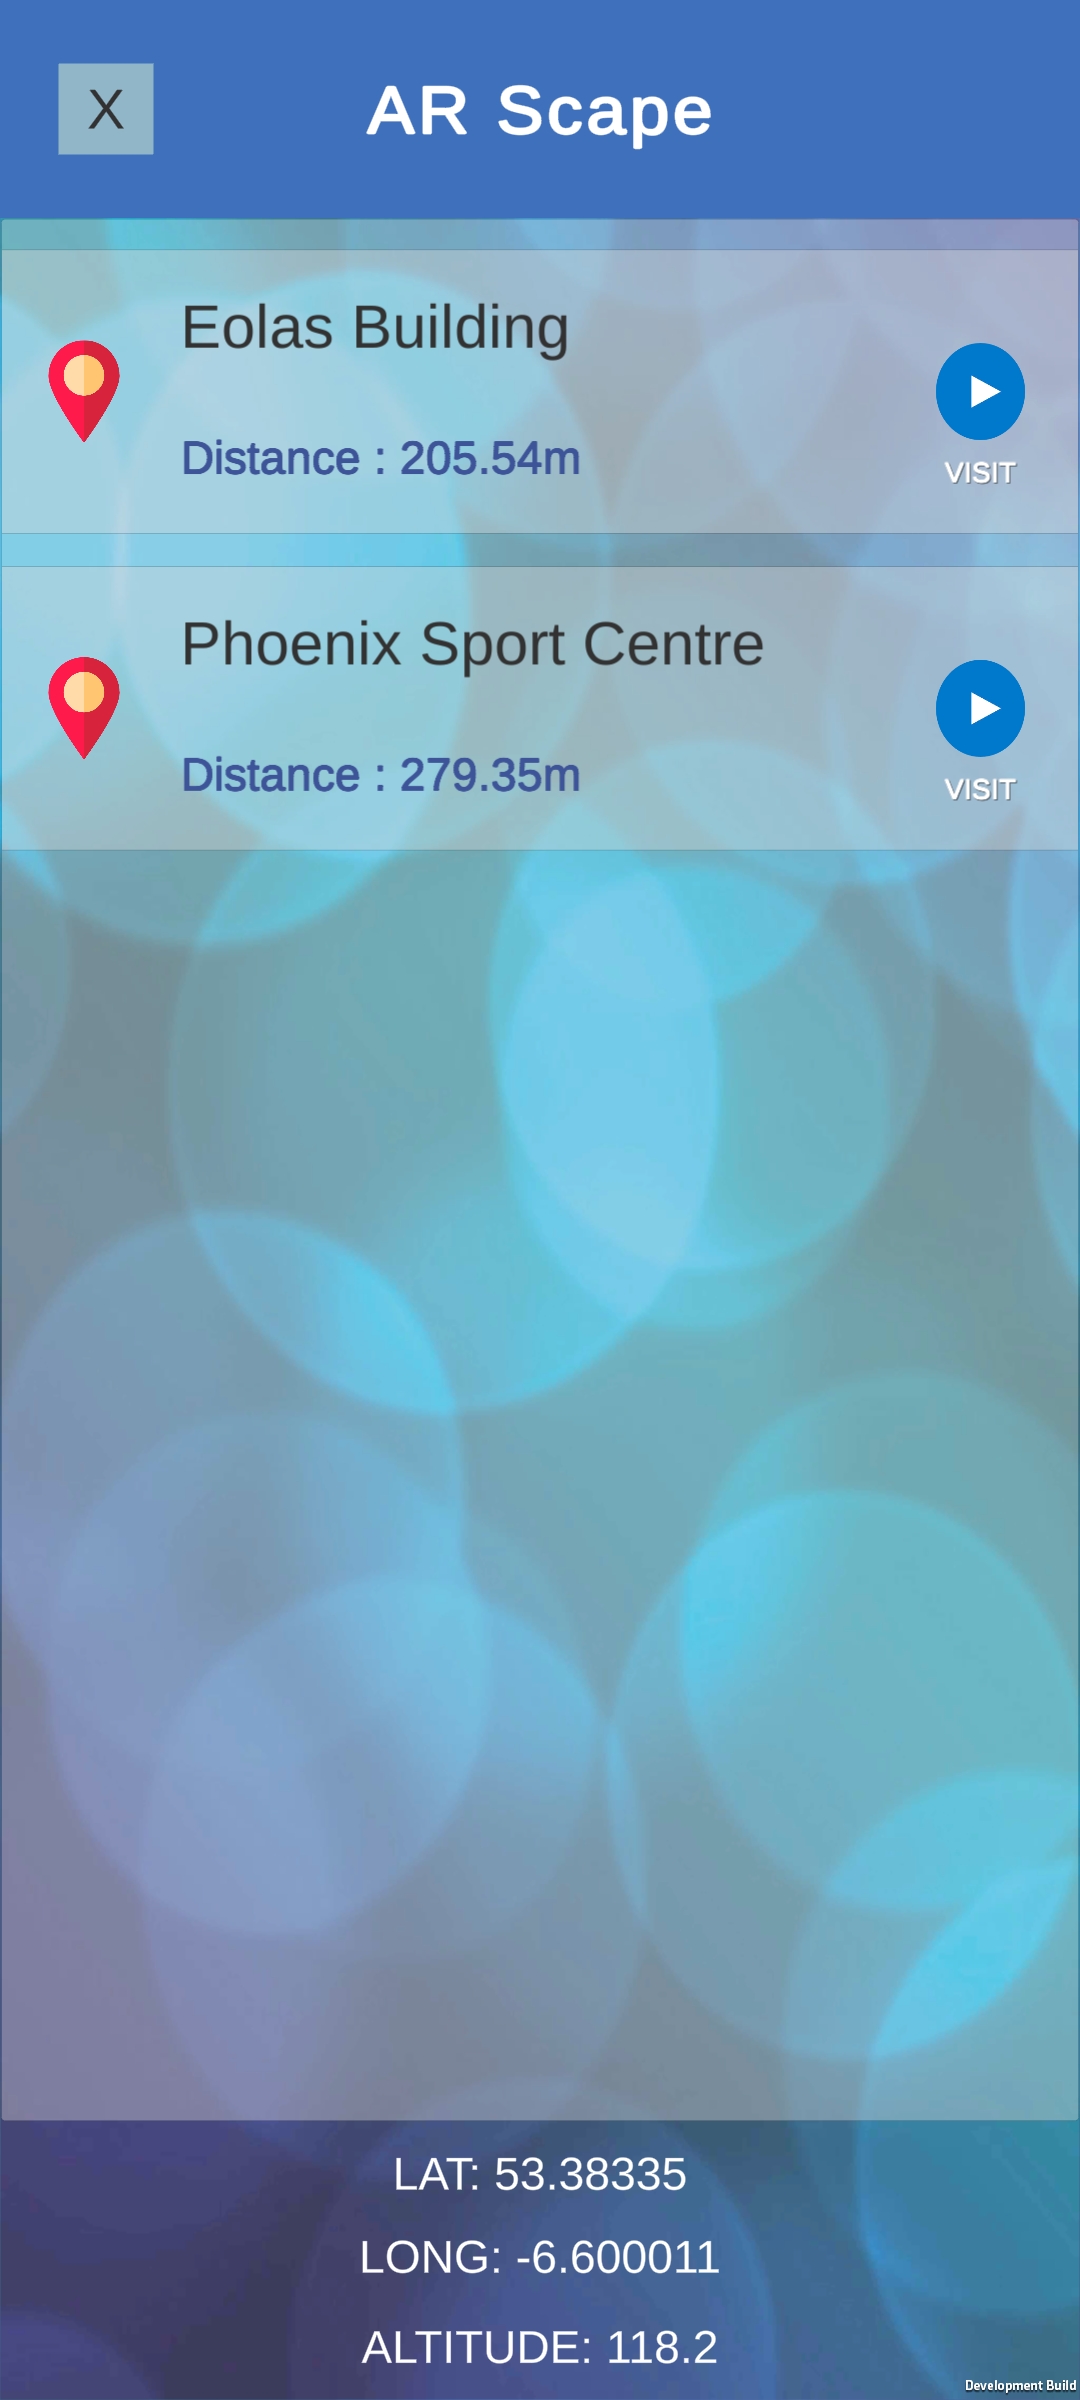 X
AR Scape
Eolas Building
Distance : 205.54m
VISIT
Phoenix Sport Centre
Distance : 279.35m
VISIT
LAT: 53.38335
LONG: -6.600011
ALTITUDE: 118.2
Development Build